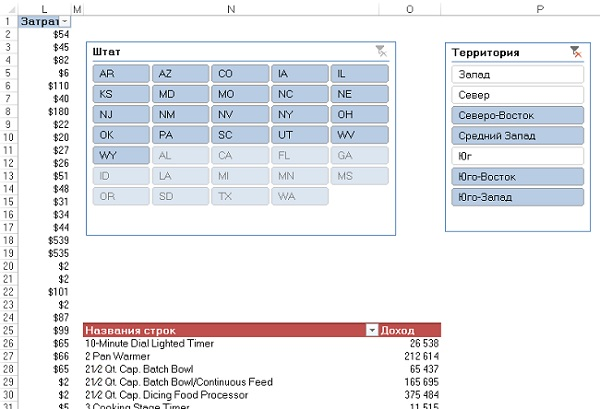 L M N O P
1 Затрат
2 $54
3 $45 Штат Территория
4 $82
5 $6 AR AZ CO IA IL Запад
6 $110 KS MD MO NC NE Север
7 $40
8 $180 NJ NM NV NY OH Северо-Восток
9 $22
10 $20 OK PA SC UT WV Средний Запад
11 $27 WY AL CA FL GA Юг
12 $26
13 $51 ID LA MI MN MS Юго-Восток
14 $48
15 $31 OR SD TX WA Юго-Запад
16 $34
17 $44
18 $539
19 $535
20 $2
21 $2
22 $101
23 $2
24 $87
25 $99 Названия строк Доход
26 $65 10-Minute Dial Lighted Timer 26 538
27 $66 2 Pan Warmer 212 614
28 $65 21/2 Qt. Cap. Batch Bowl 65 437
29 $2 21/2 Qt. Cap. Batch Bowl/Continuous Feed 165 695
30 $2 21/2 Qt. Cap. Dicing Food Processor 375 484
31 $5 3 Cooking Stage Timer 11 515